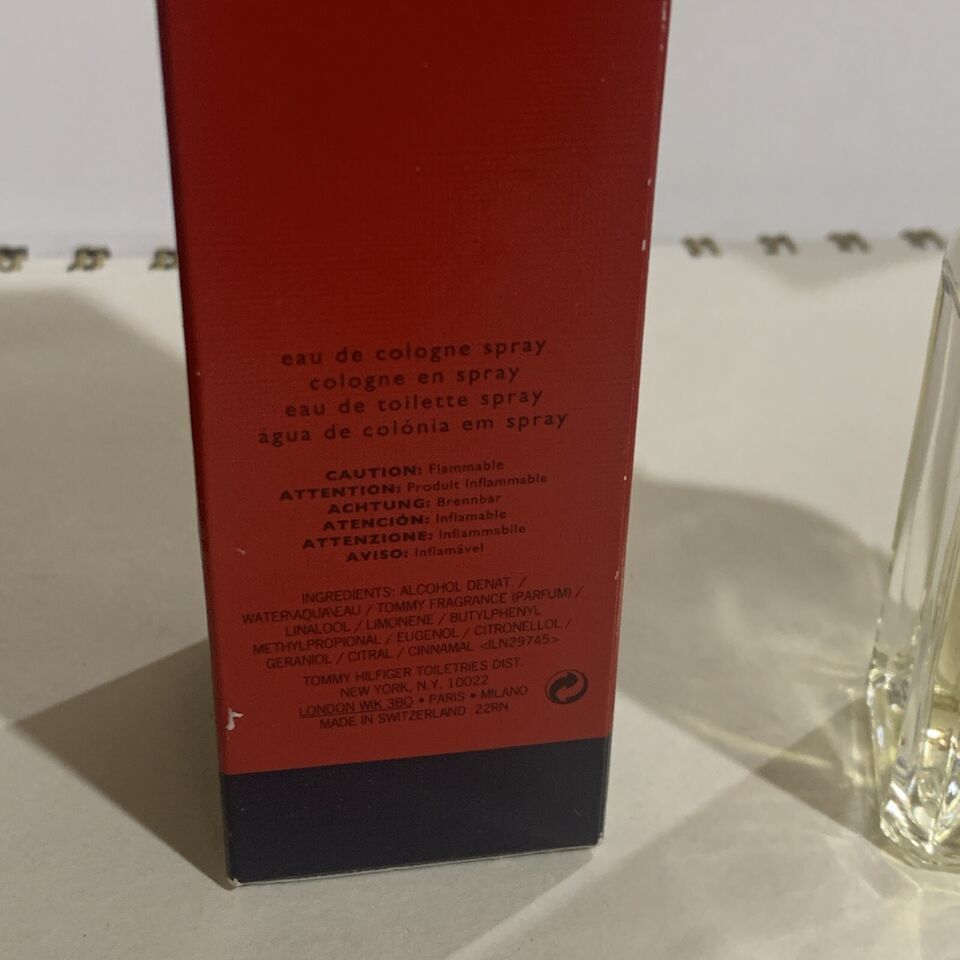 eau de cologne spray
cologne en spray
eau de toilette spray
água de colónia em spray
CAUTION: Flammable
ATTENTION: Produit Inflammable
ACHTUNG: Brennbar
ATENCIÓN: Inflamable
ATTENZIONE: Inflammabile
AVISO: Inflamável
INGREDIENTS: ALCOHOL DENAT. /
WATER\AQUA\EAU / TOMMY FRAGRANCE (PARFUM) /
LINALOOL / LIMONENE / BUTYLPHENYL
METHYLPROPIONAL / EUGENOL / CITRONELLOL /
GERANIOL / CITRAL / CINNAMAL <ILN29745>
TOMMY HILFIGER TOILETRIES DIST.
NEW YORK, N.Y. 10022
LONDON WIK 3BQ • PARIS • MILANO
MADE IN SWITZERLAND 22RN